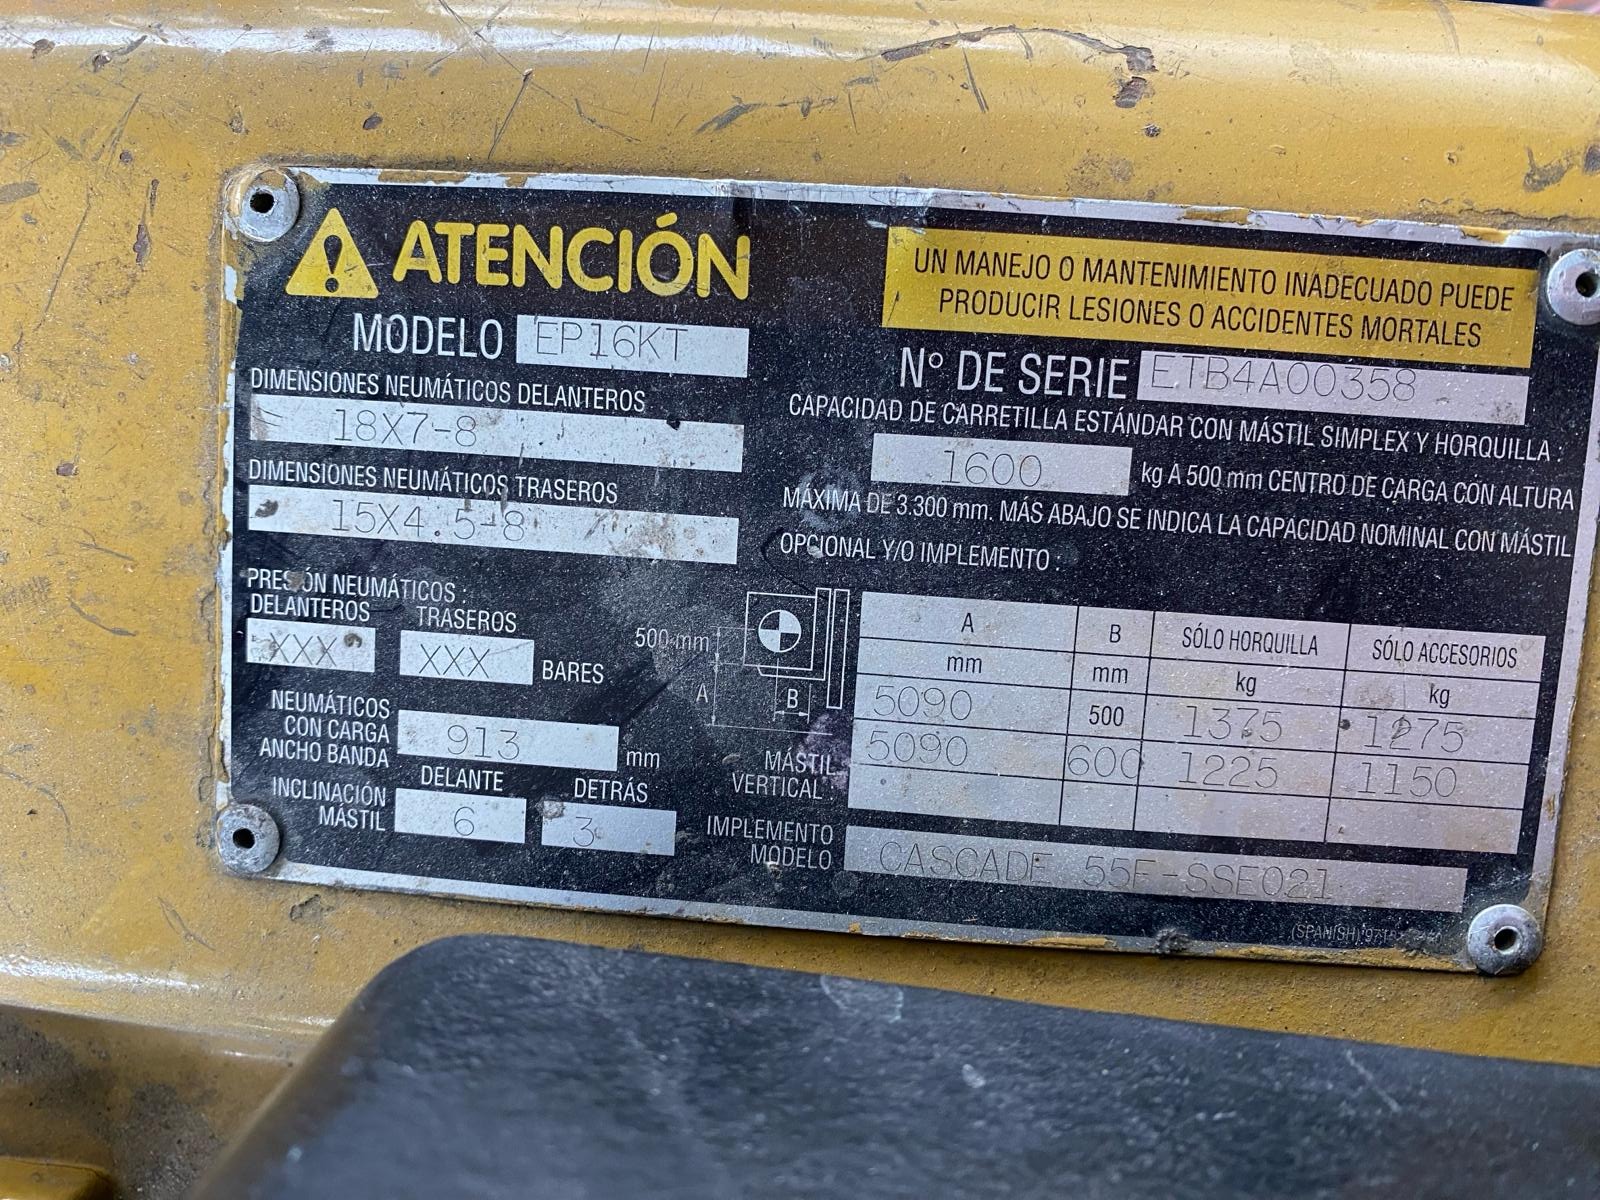 ATENCIÓN
UN MANEJO O MANTENIMIENTO INADECUADO PUEDE
PRODUCIR LESIONES O ACCIDENTES MORTALES
MODELO EP16KT
Nº DE SERIE ETB4A00358
DIMENSIONES NEUMÁTICOS DELANTEROS
18X7-8
DIMENSIONES NEUMÁTICOS TRASEROS
15X4.5-8
PRESIÓN NEUMÁTICOS :
DELANTEROS TRASEROS
XXX XXX BARES
NEUMÁTICOS
CON CARGA
ANCHO BANDA
913 mm
INCLINACIÓN
MÁSTIL
DELANTE DETRÁS
6 3
CAPACIDAD DE CARRETILLA ESTÁNDAR CON MÁSTIL SIMPLEX Y HORQUILLA :
1600 kg A 500 mm CENTRO DE CARGA CON ALTURA
MÁXIMA DE 3.300 mm. MÁS ABAJO SE INDICA LA CAPACIDAD NOMINAL CON MÁSTIL
OPCIONAL Y/O IMPLEMENTO :
500 mm
A
B
A B SÓLO HORQUILLA SÓLO ACCESORIOS
mm mm kg kg
5090 500 1375 1275
5090 600 1225 1150
MÁSTIL
VERTICAL :
IMPLEMENTO
MODELO
CASCADE 55F-SSE021
(SPANISH)